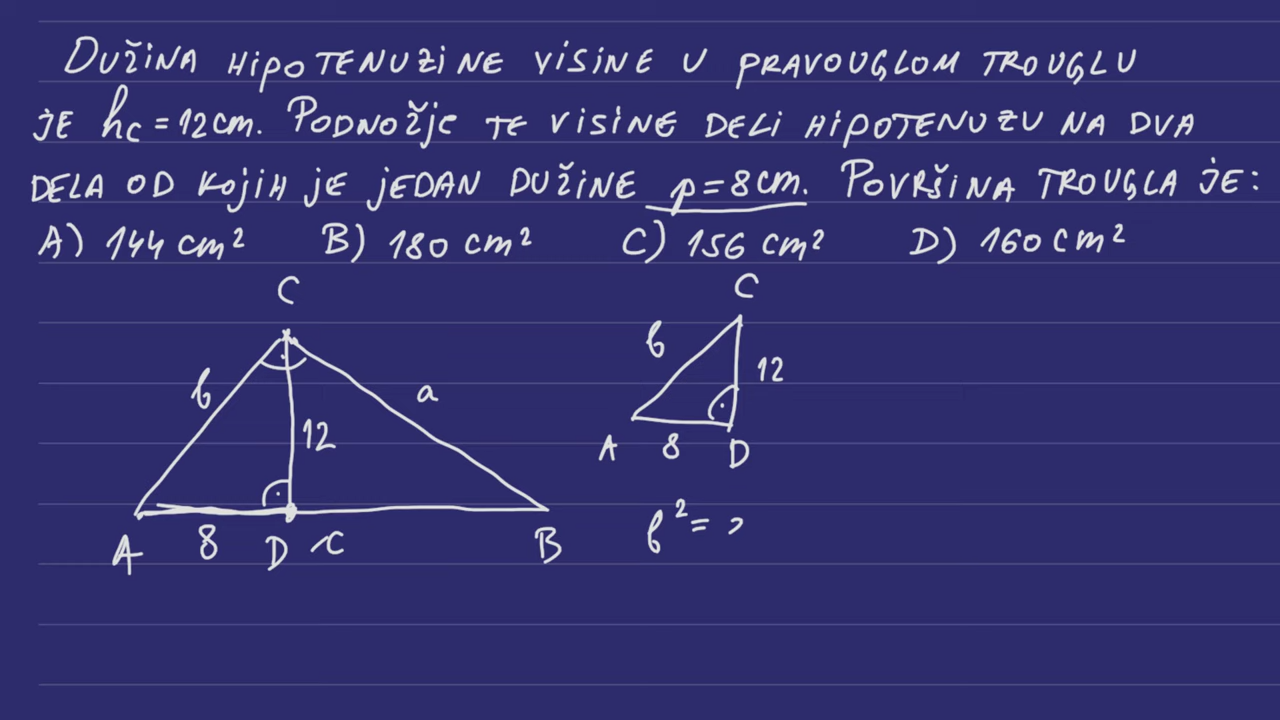 DUŽINA HIPOTENUZINE VISINE U PRAVOUGLOM TROUGLU
JE hc = 12cm. PODNOŽJE TE VISINE DELI HIPOTENUZU NA DVA
DELA OD KOJIH JE JEDAN DUŽINE p = 8cm. POVRŠINA TROUGLA JE:
A) 144 cm² B) 180 cm² C) 156 cm² D) 160 cm²
C
C
b
12
b
a
12
A 8 D
A 8 D c B
b² =